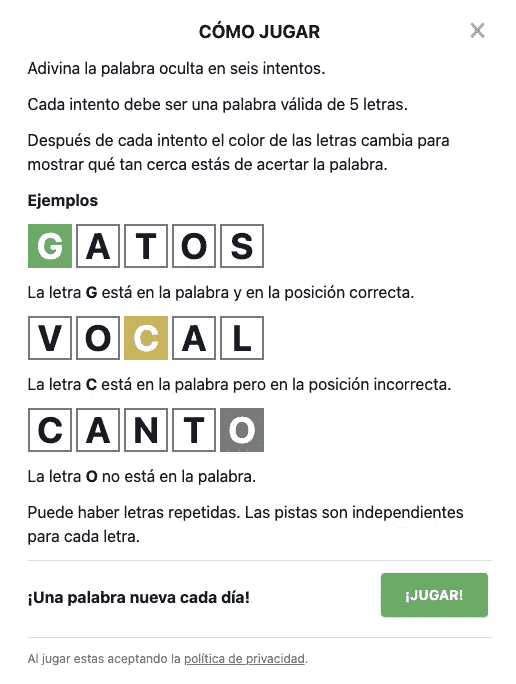 CÓMO JUGAR
Adivina la palabra oculta en seis intentos.
Cada intento debe ser una palabra válida de 5 letras.
Después de cada intento el color de las letras cambia para
mostrar qué tan cerca estás de acertar la palabra.
Ejemplos
GATOS
La letra G está en la palabra y en la posición correcta.
VOCAL
La letra C está en la palabra pero en la posición incorrecta.
CANTO
La letra O no está en la palabra.
Puede haber letras repetidas. Las pistas son independientes
para cada letra.
¡Una palabra nueva cada día!
¡JUGAR!
Al jugar estas aceptando la política de privacidad.